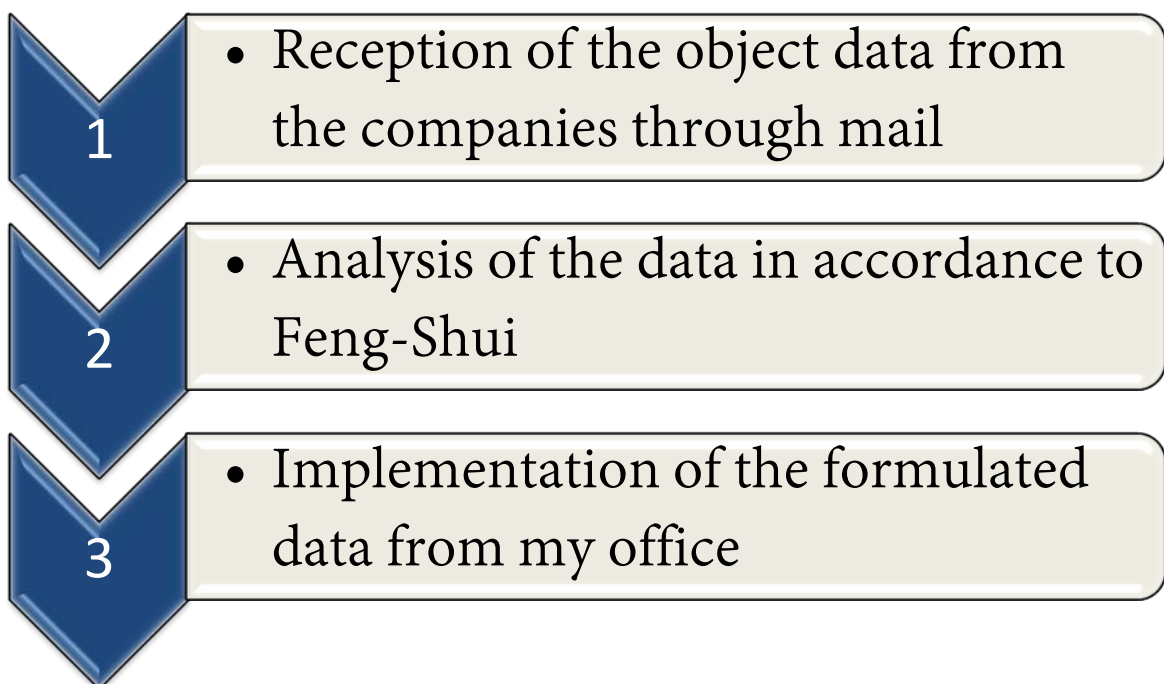 1
• Reception of the object data from
the companies through mail
2
• Analysis of the data in accordance to
Feng-Shui
3
• Implementation of the formulated
data from my office